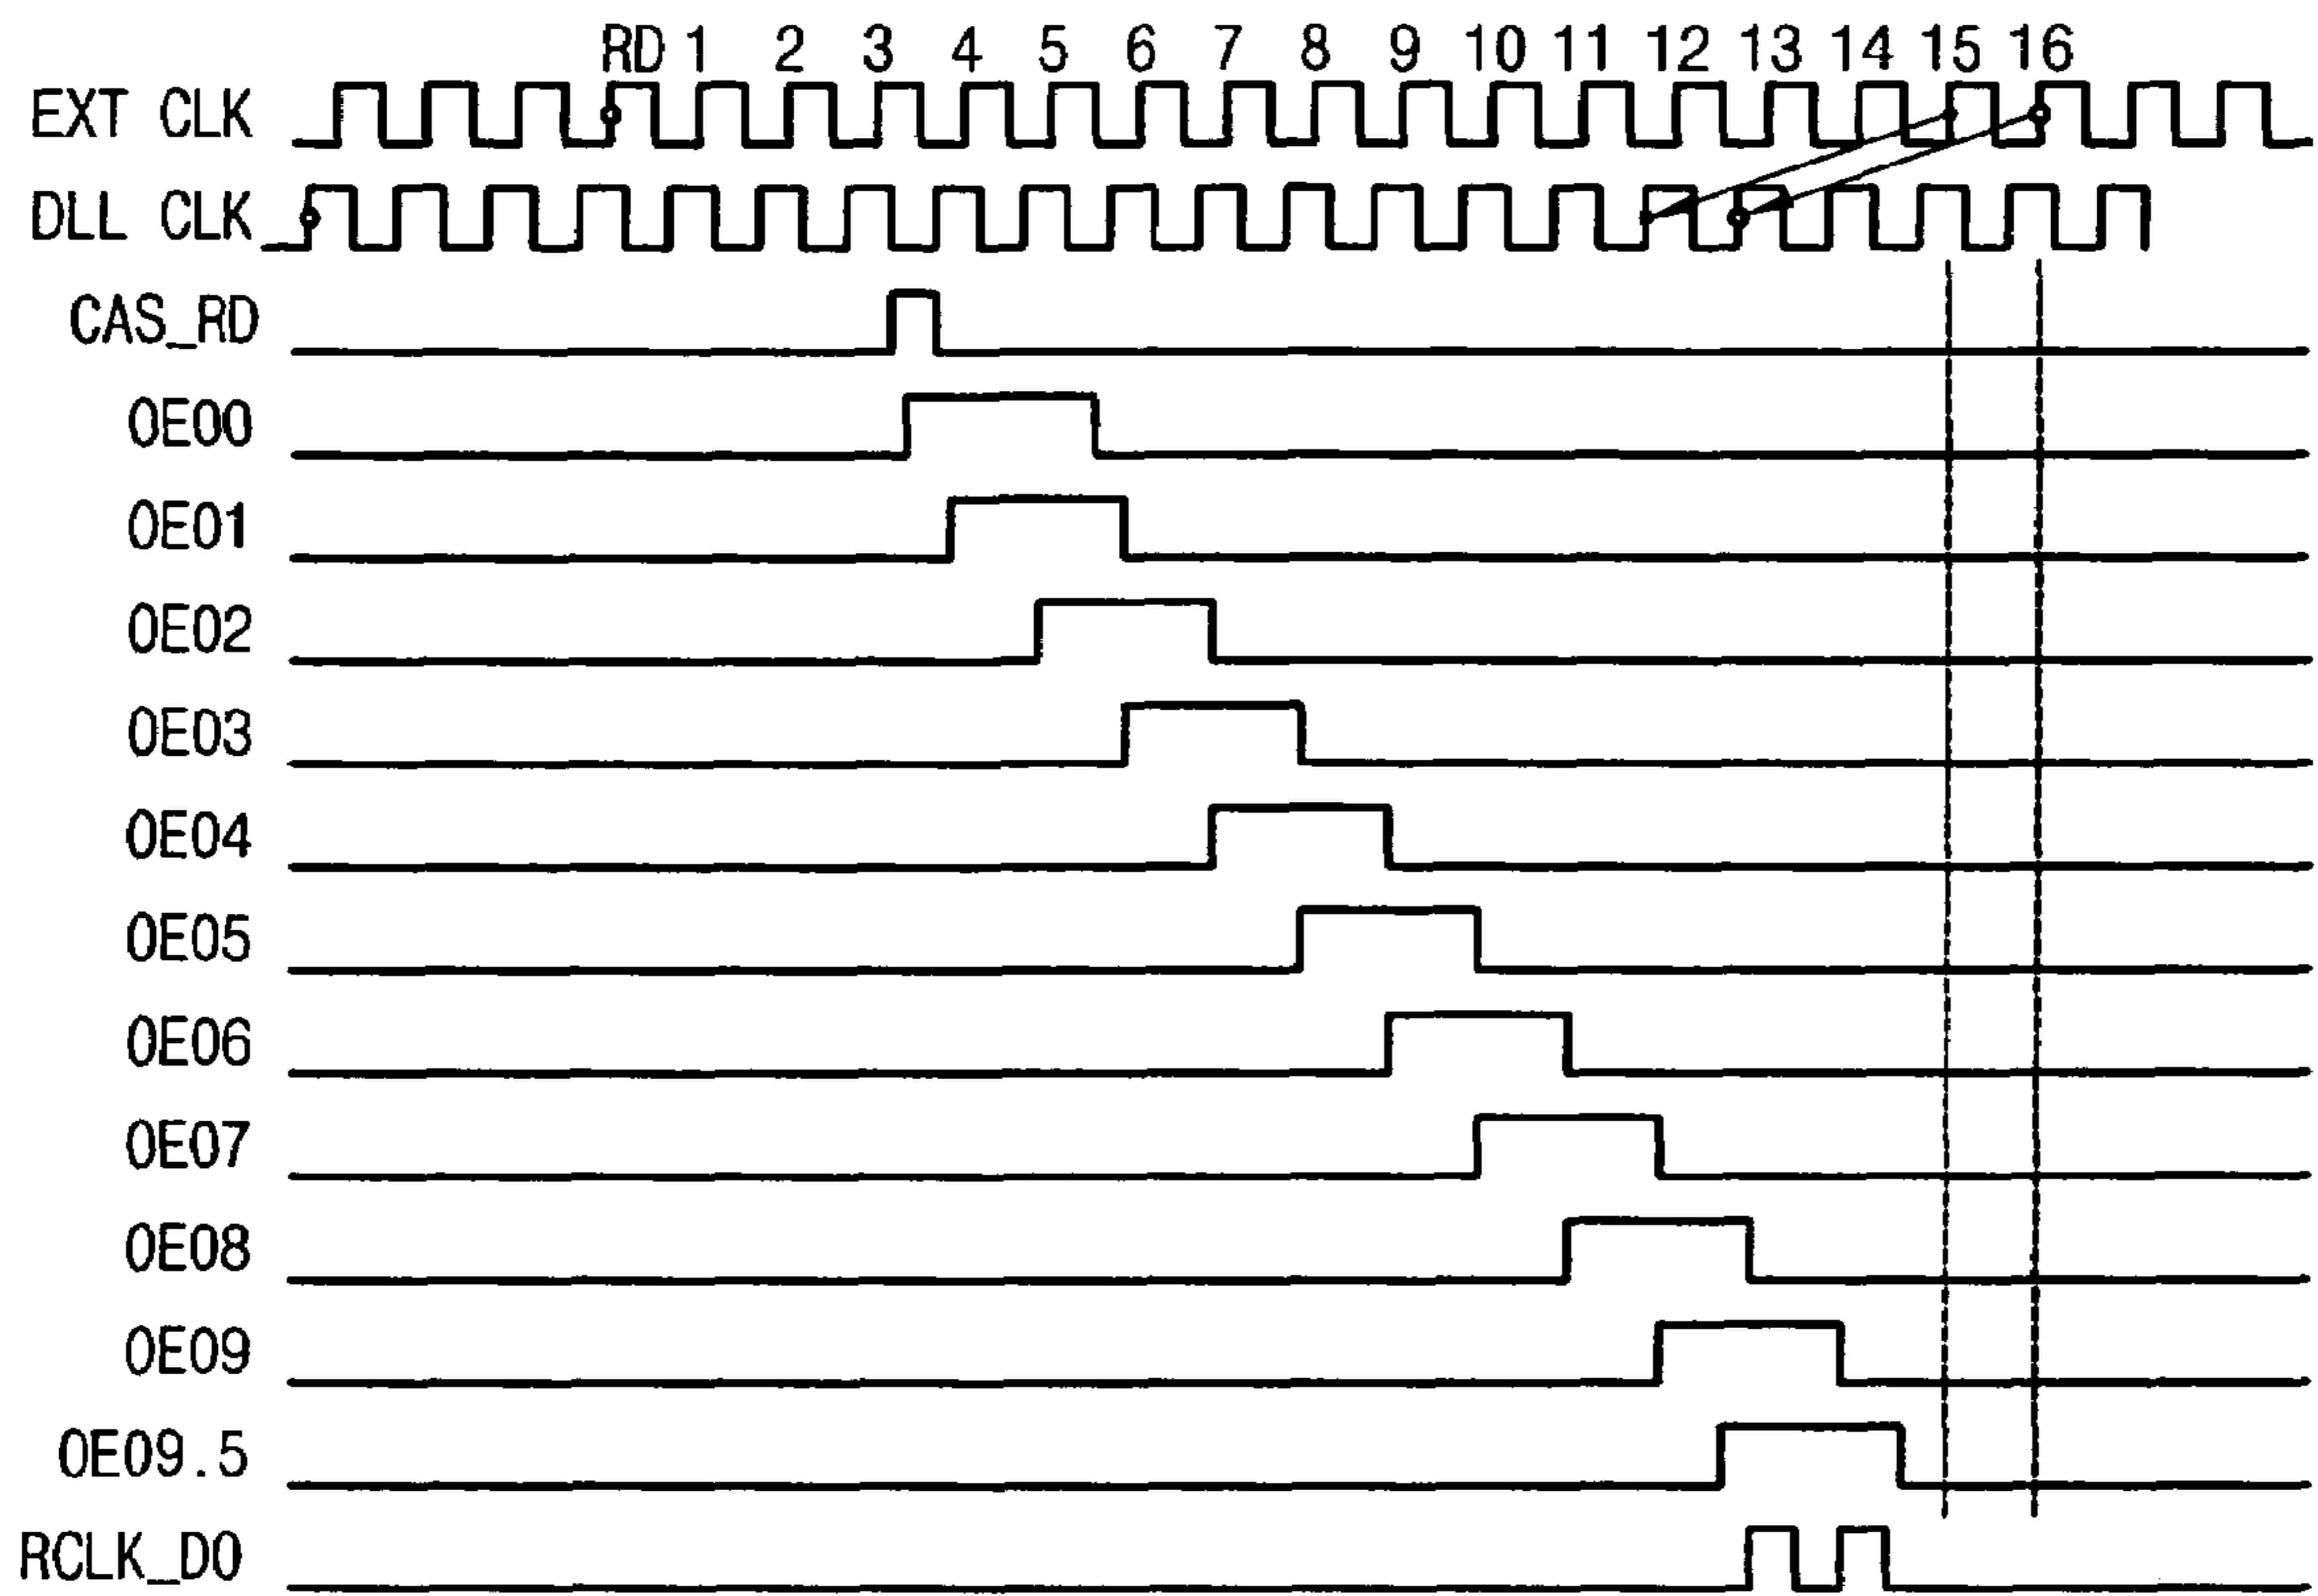 RD 1 2 3 4 5 6 7 8 9 10 11 12 13 14 15 16
EXT CLK
DLL CLK
CAS_RD
OE00
OE01
OE02
OE03
OE04
OE05
OE06
OE07
OE08
OE09
OE09.5
RCLK_DO